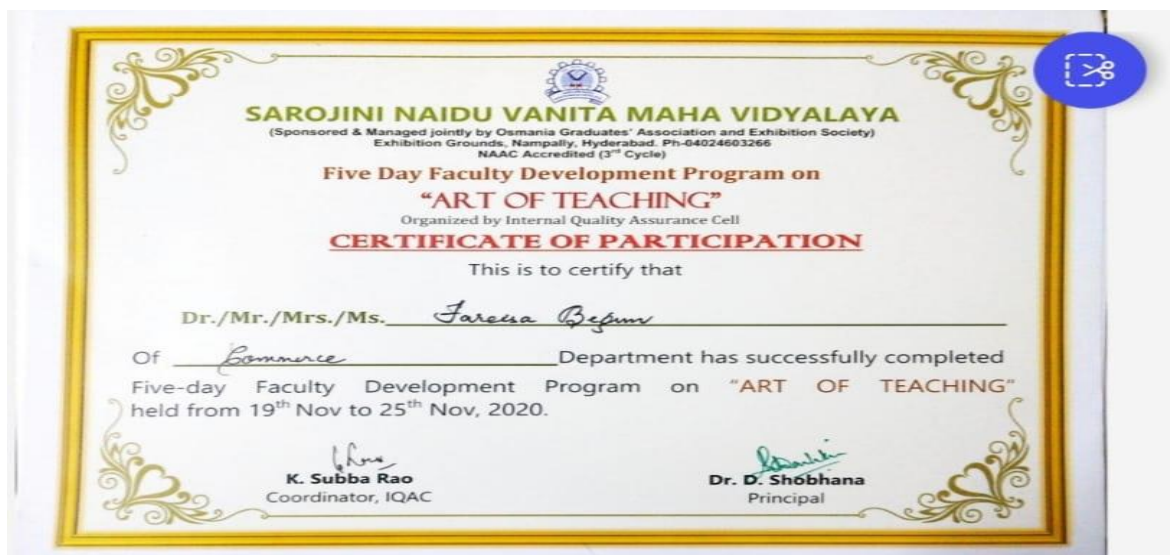 SAROJINI NAIDU VANITA MAHA VIDYALAYA
(Sponsored & Managed jointly by Osmania Graduates' Association and Exhibition Society)
Exhibition Grounds, Nampally, Hyderabad. Ph-04024603266
NAAC Accredited (3rd Cycle)
Five Day Faculty Development Program on
“ART OF TEACHING”
Organized by Internal Quality Assurance Cell
CERTIFICATE OF PARTICIPATION
This is to certify that
Dr./Mr./Mrs./Ms. Begum
Of Commerce Department has successfully completed
Five-day Faculty Development Program on “ART OF TEACHING”
held from 19th Nov to 25th Nov, 2020.
K. Subba Rao Dr. D. Shobhana
Coordinator, IQAC Principal